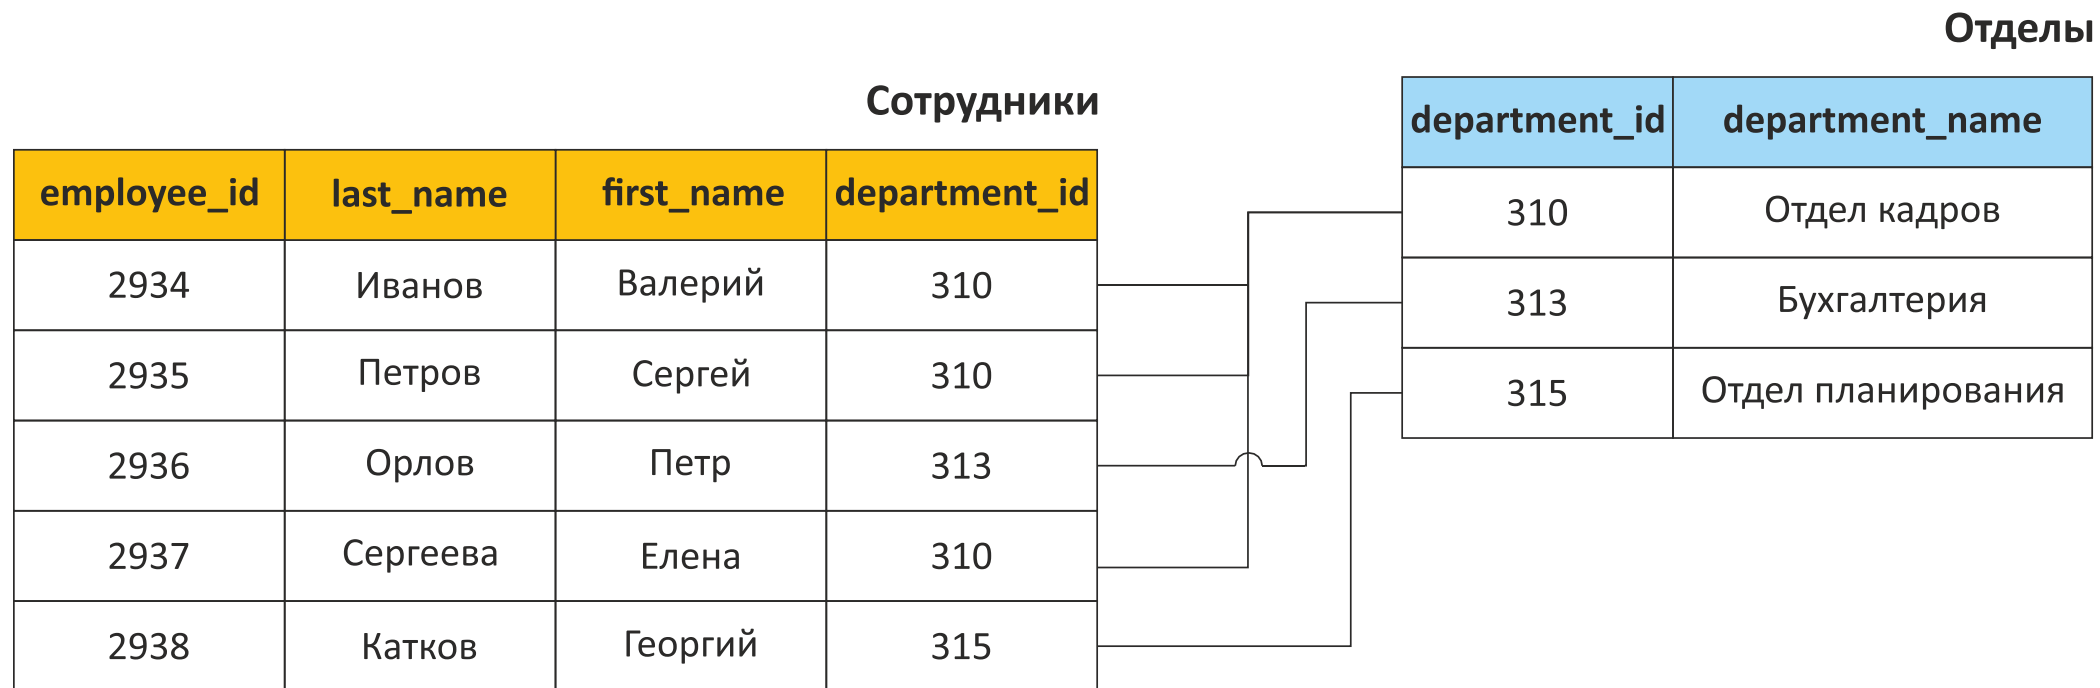 Отделы
Сотрудники
department_id department_name
employee_id last_name first_name department_id
310 Отдел кадров
313 Бухгалтерия
315 Отдел планирования
2934 Иванов Валерий 310
2935 Петров Сергей 310
2936 Орлов Петр 313
2937 Сергеева Елена 310
2938 Катков Георгий 315